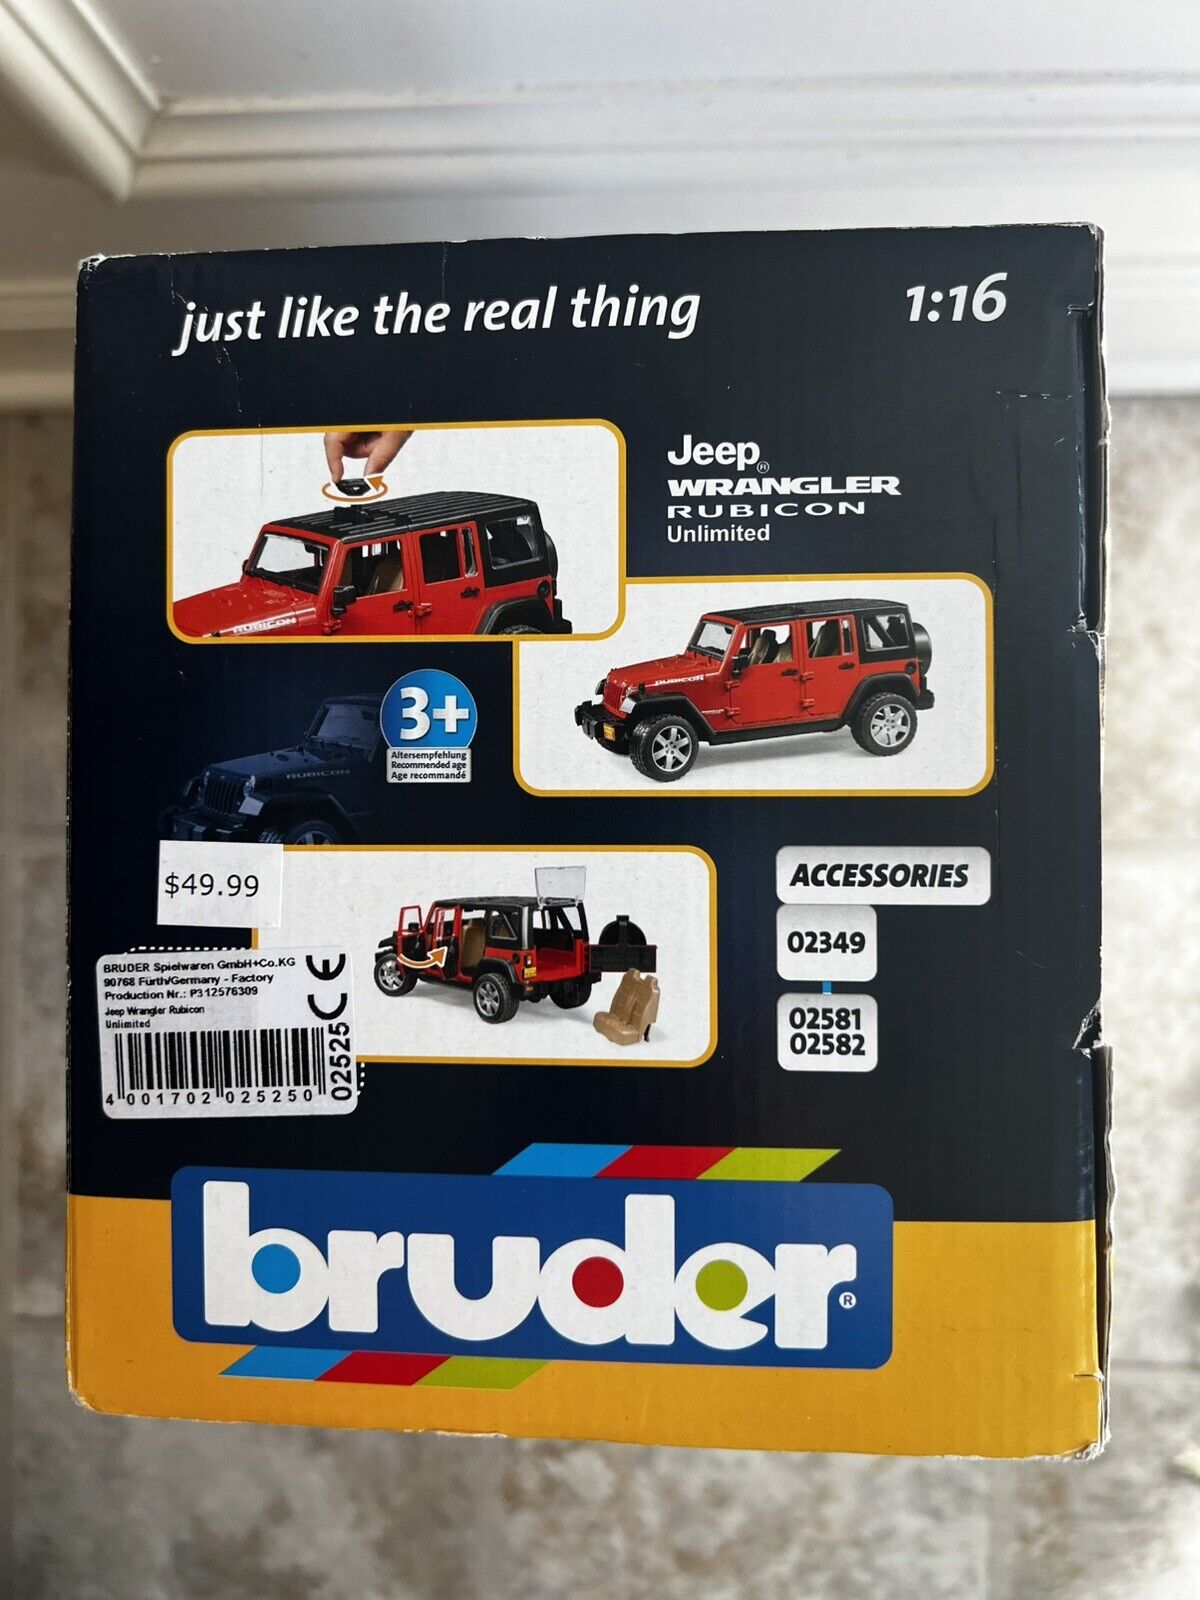 just like the real thing
1:16
Jeep®
WRANGLER
RUBICON
Unlimited
RUBICON
RUBICON
3+
Altersempfehlung
Recommended age
Age recommandé
RUBICON
$49.99
ACCESSORIES
02349
02581
02582
BRUDER Spielwaren GmbH+Co.KG
90768 Fürth/Germany - Factory
Production Nr.: P312576309
Jeep Wrangler Rubicon
Unlimited
CE
02525
4 001702 025250
bruder®